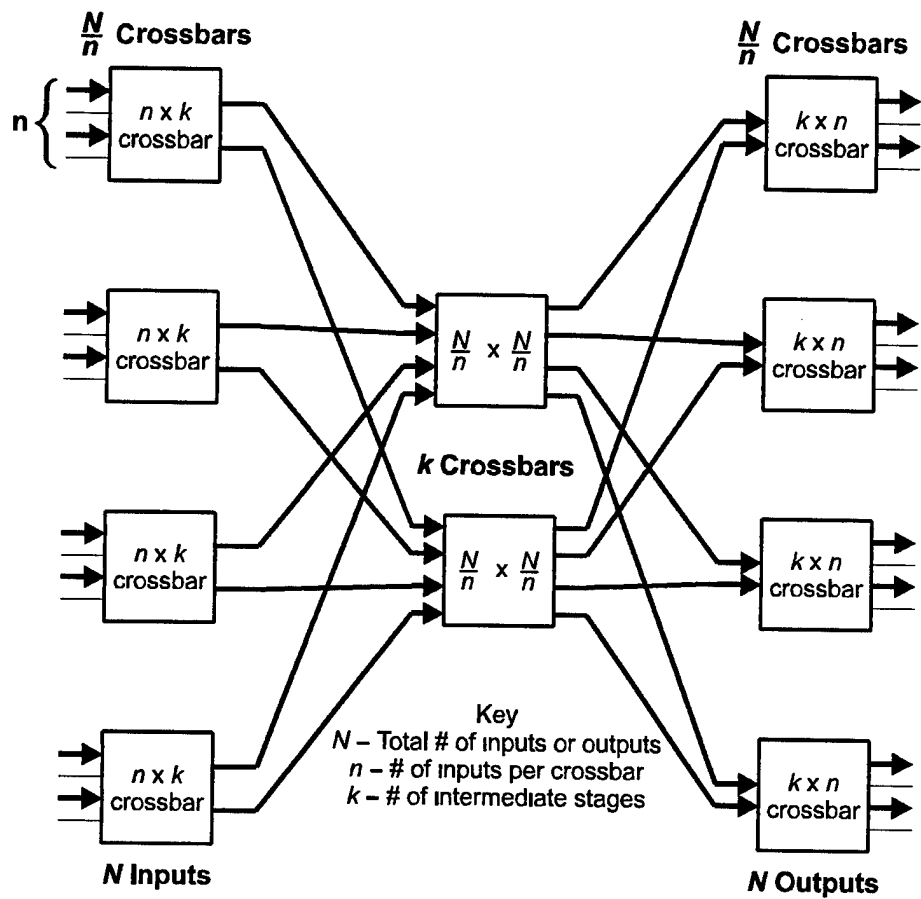 N/n Crossbars
N/n Crossbars
n
n x k
crossbar
k x n
crossbar
n x k
crossbar
N/n x N/n
k x n
crossbar
k Crossbars
n x k
crossbar
N/n x N/n
k x n
crossbar
Key
N – Total # of inputs or outputs
n – # of inputs per crossbar
k – # of intermediate stages
n x k
crossbar
k x n
crossbar
N Inputs
N Outputs